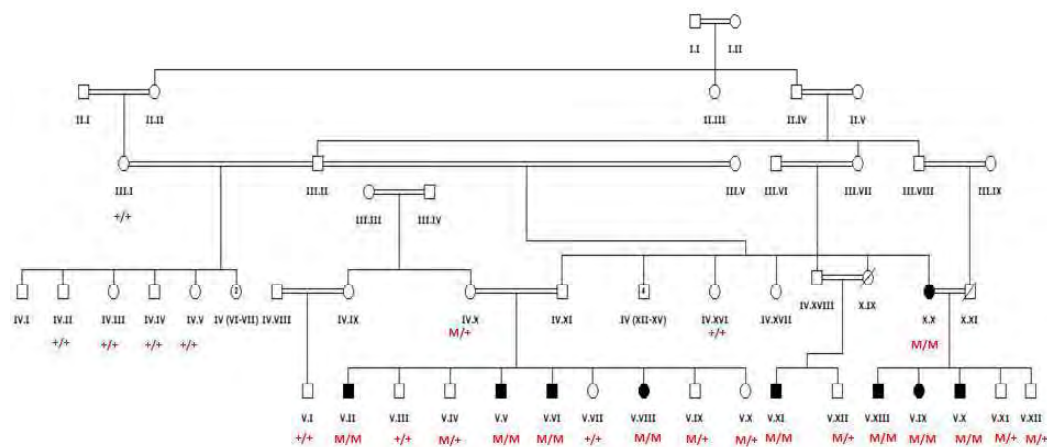 I.I I.II
II.I II.II II.III II.IV II.V
III.I III.II III.V III.VI III.VII III.VIII III.IX
+/+
III.III III.IV
2 4
IV.I IV.II IV.III IV.IV IV.V IV (VI-VII) IV.VIII IV.IX IV.X IV.XI IV (XII-XV) IV.XVI IV.XVII IV.XVIII X.IX X.X X.XI
+/+ +/+ +/+ +/+ M/+ +/+ M/M
V.I V.II V.III V.IV V.V V.VI V.VII V.VIII V.IX V.X V.XI V.XII V.XIII V.IX V.X V.XI V.XII
+/+ M/M +/+ M/+ M/M M/M +/+ M/M M/+ M/+ M/M M/+ M/M M/M M/M M/+ M/+